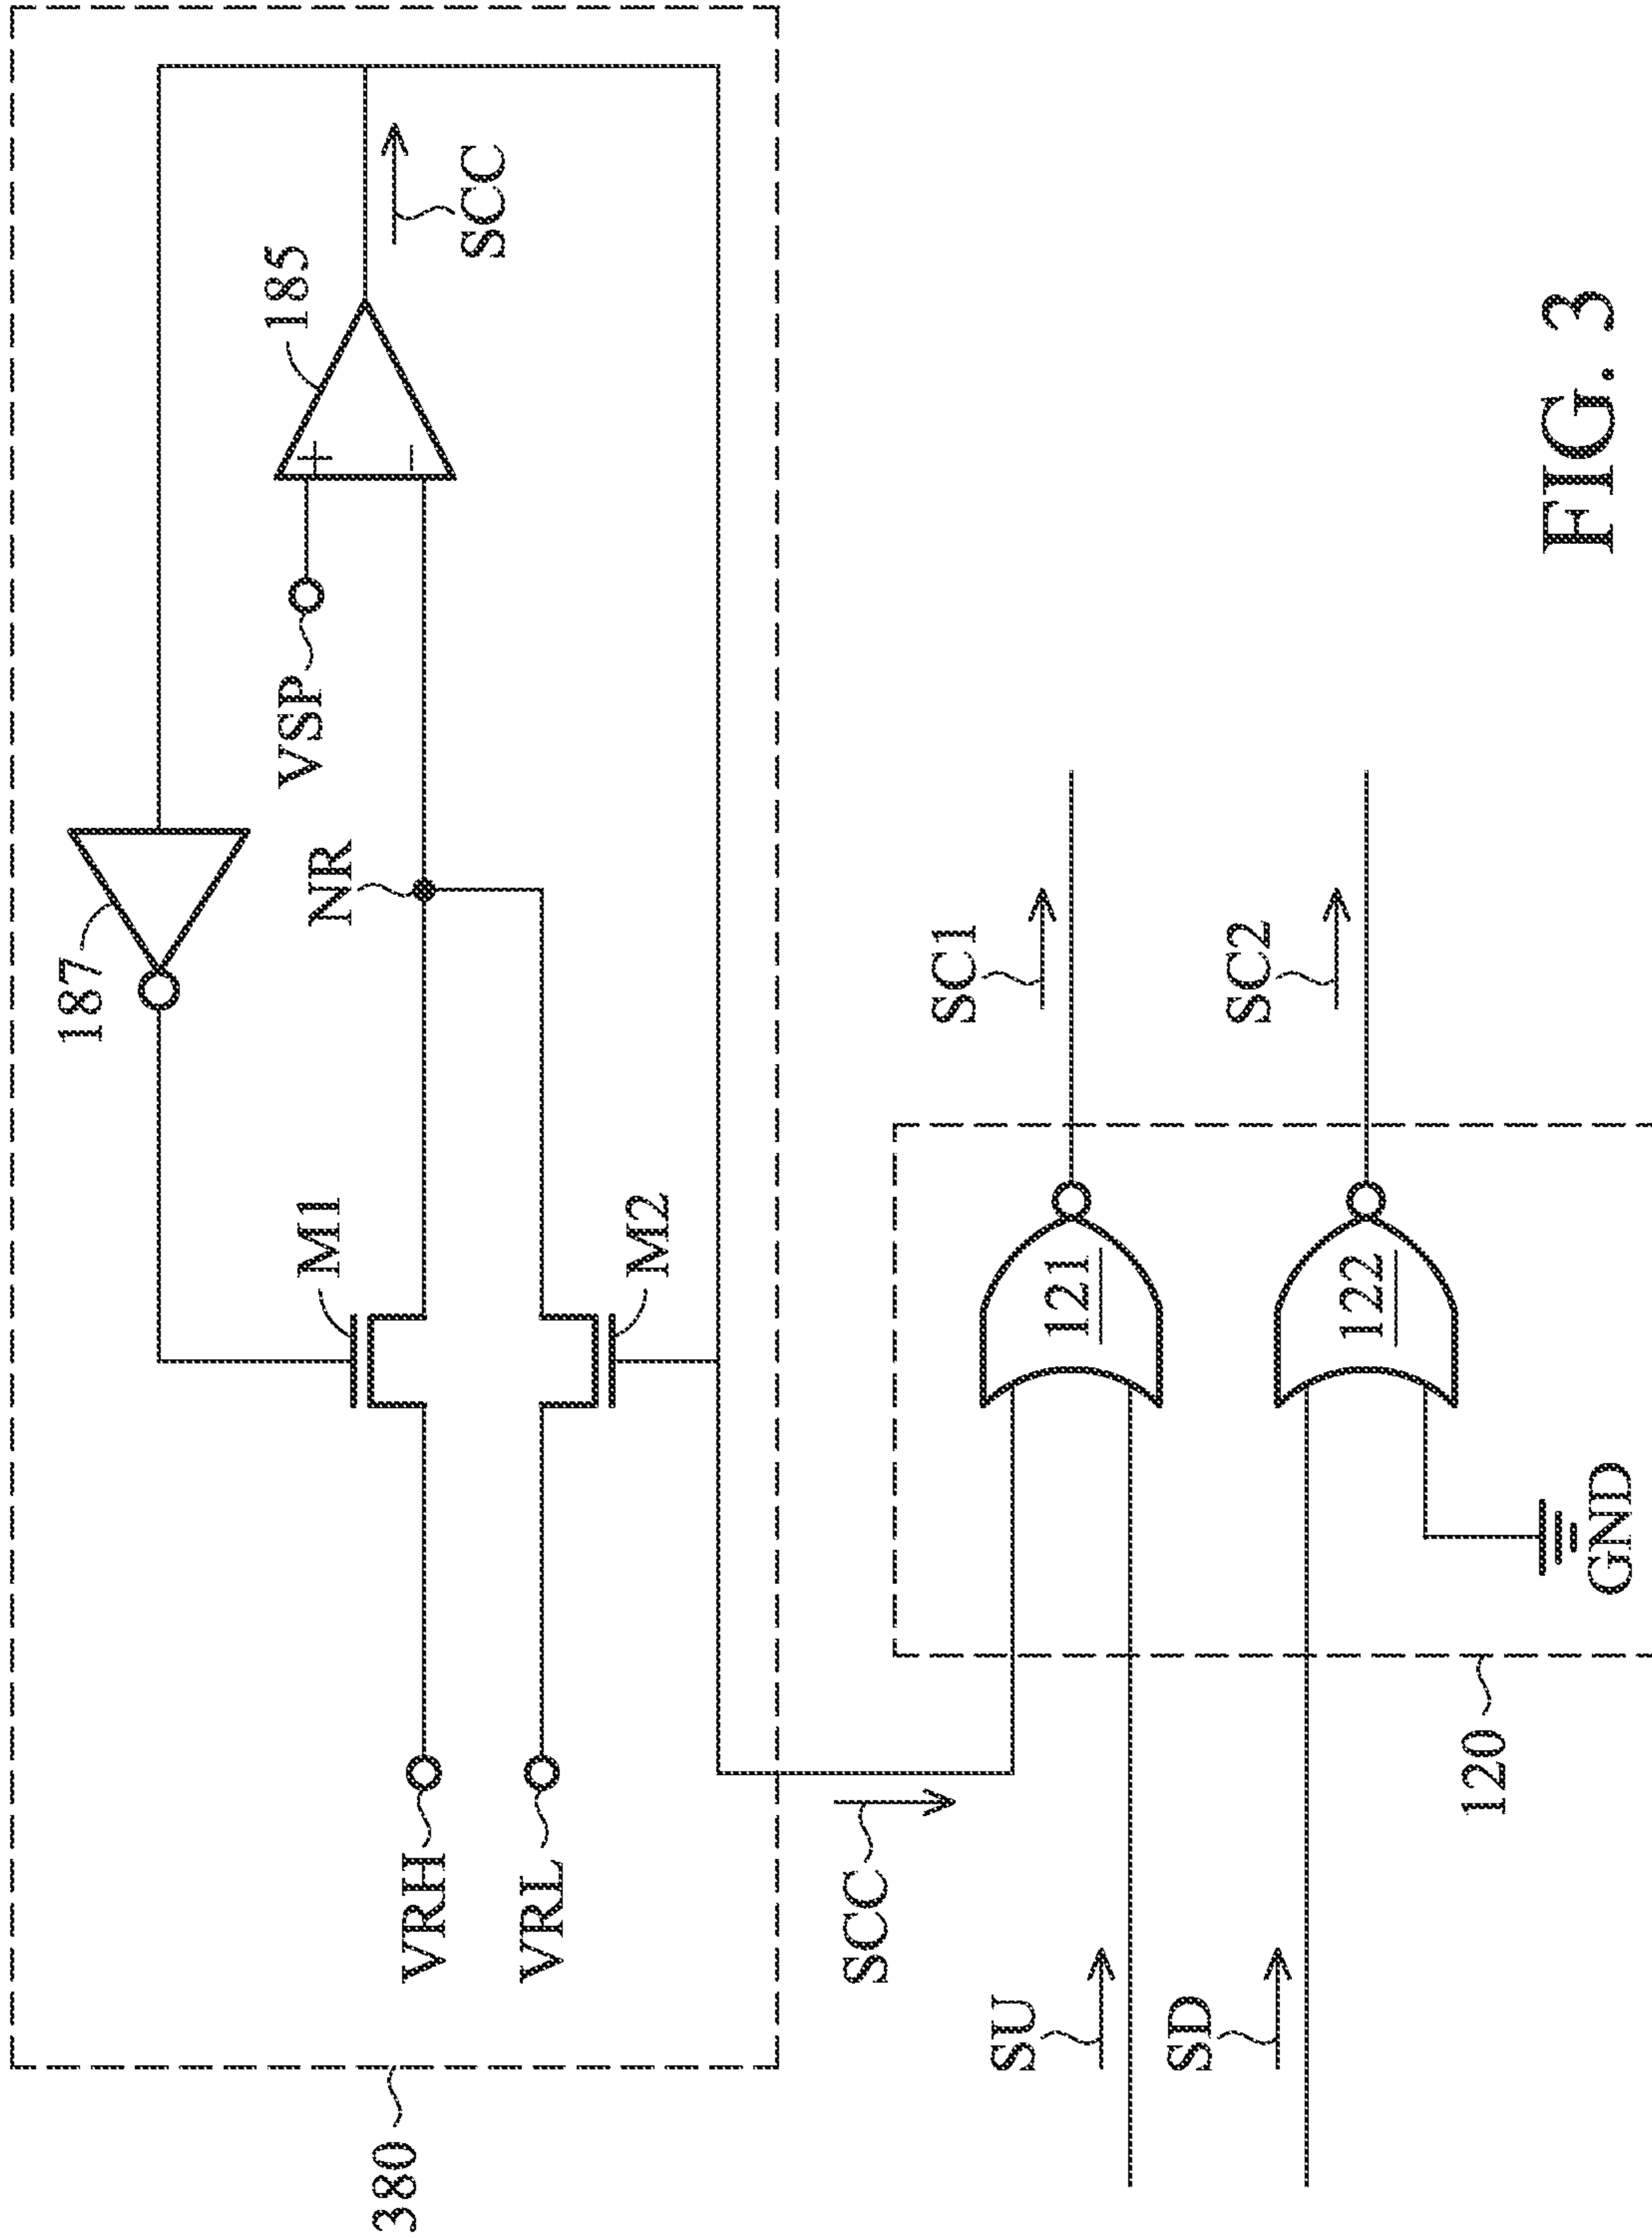 380
187
185
SCC
+
−
VSP
NR
M1
M2
VRH
VRL
SCC
SU
SD
SC1
SC2
121
122
GND
120
FIG. 3